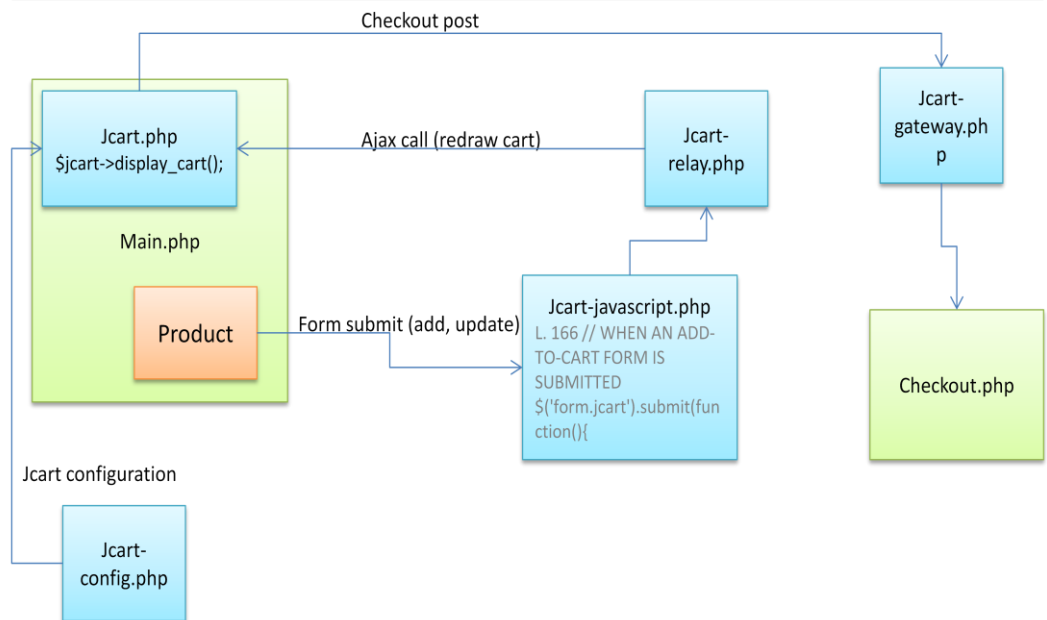 Checkout post
Jcart.php
$jcart->display_cart();
Ajax call (redraw cart)
Jcart-
relay.php
Jcart-
gateway.ph
p
Main.php
Product
Form submit (add, update)
Jcart-javascript.php
L. 166 // WHEN AN ADD-
TO-CART FORM IS
SUBMITTED
$('form.jcart').submit(fun
ction(){
Checkout.php
Jcart configuration
Jcart-
config.php